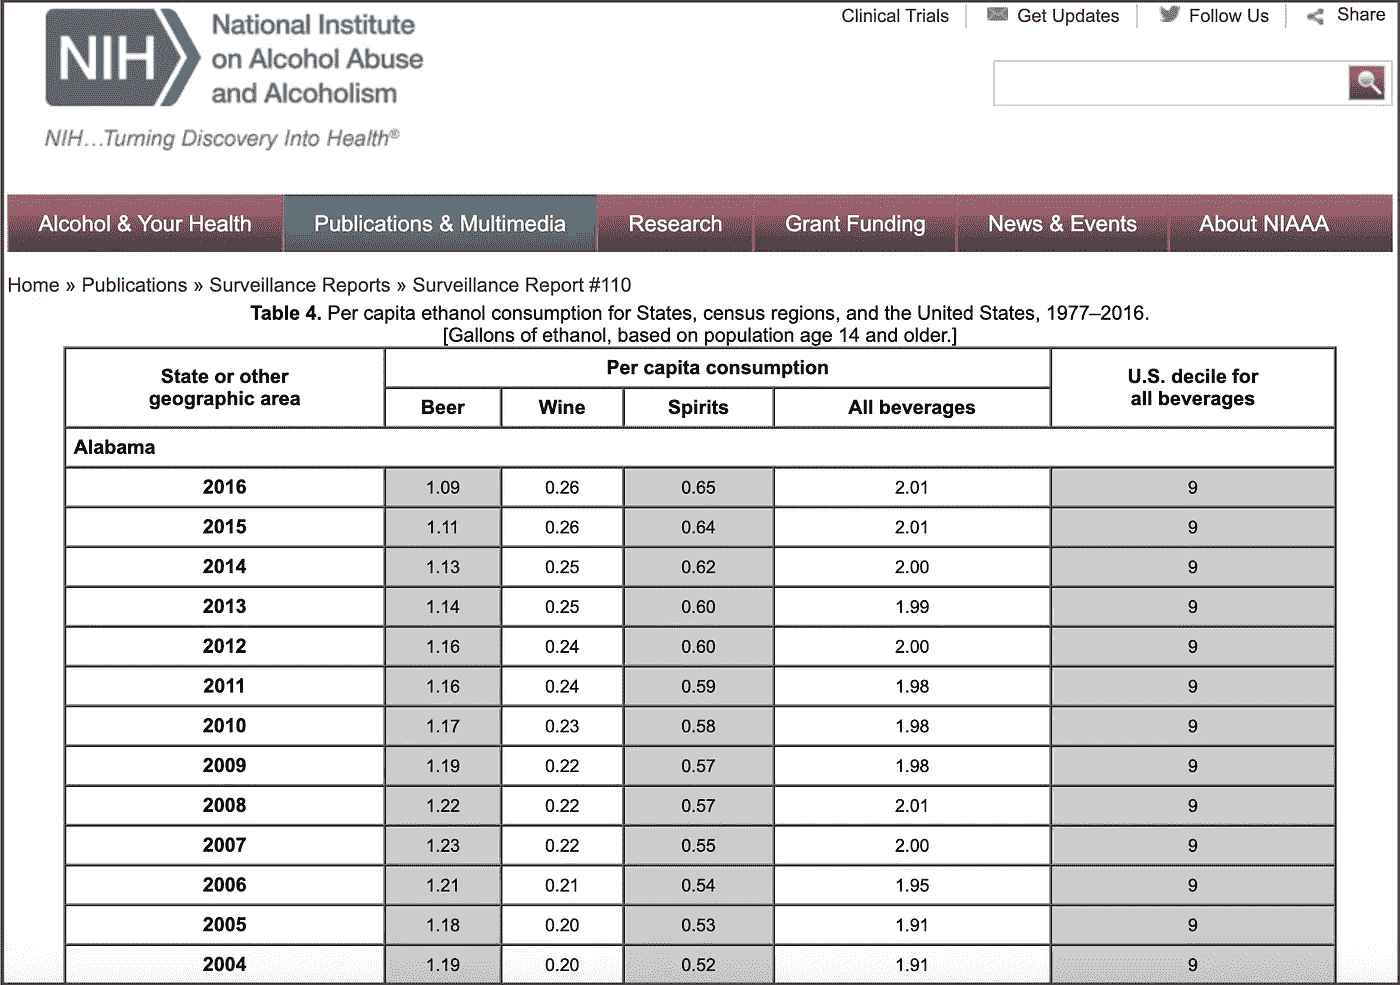 Clinical Trials Get Updates Follow Us Share
NIH National Institute
on Alcohol Abuse
and Alcoholism
NIH...Turning Discovery Into Health®
Alcohol & Your Health Publications & Multimedia Research Grant Funding News & Events About NIAAA
Home » Publications » Surveillance Reports » Surveillance Report #110
Table 4. Per capita ethanol consumption for States, census regions, and the United States, 1977–2016.
[Gallons of ethanol, based on population age 14 and older.]
State or other geographic area Per capita consumption U.S. decile for all beverages
Beer Wine Spirits All beverages
Alabama
2016 1.09 0.26 0.65 2.01 9
2015 1.11 0.26 0.64 2.01 9
2014 1.13 0.25 0.62 2.00 9
2013 1.14 0.25 0.60 1.99 9
2012 1.16 0.24 0.60 2.00 9
2011 1.16 0.24 0.59 1.98 9
2010 1.17 0.23 0.58 1.98 9
2009 1.19 0.22 0.57 1.98 9
2008 1.22 0.22 0.57 2.01 9
2007 1.23 0.22 0.55 2.00 9
2006 1.21 0.21 0.54 1.95 9
2005 1.18 0.20 0.53 1.91 9
2004 1.19 0.20 0.52 1.91 9